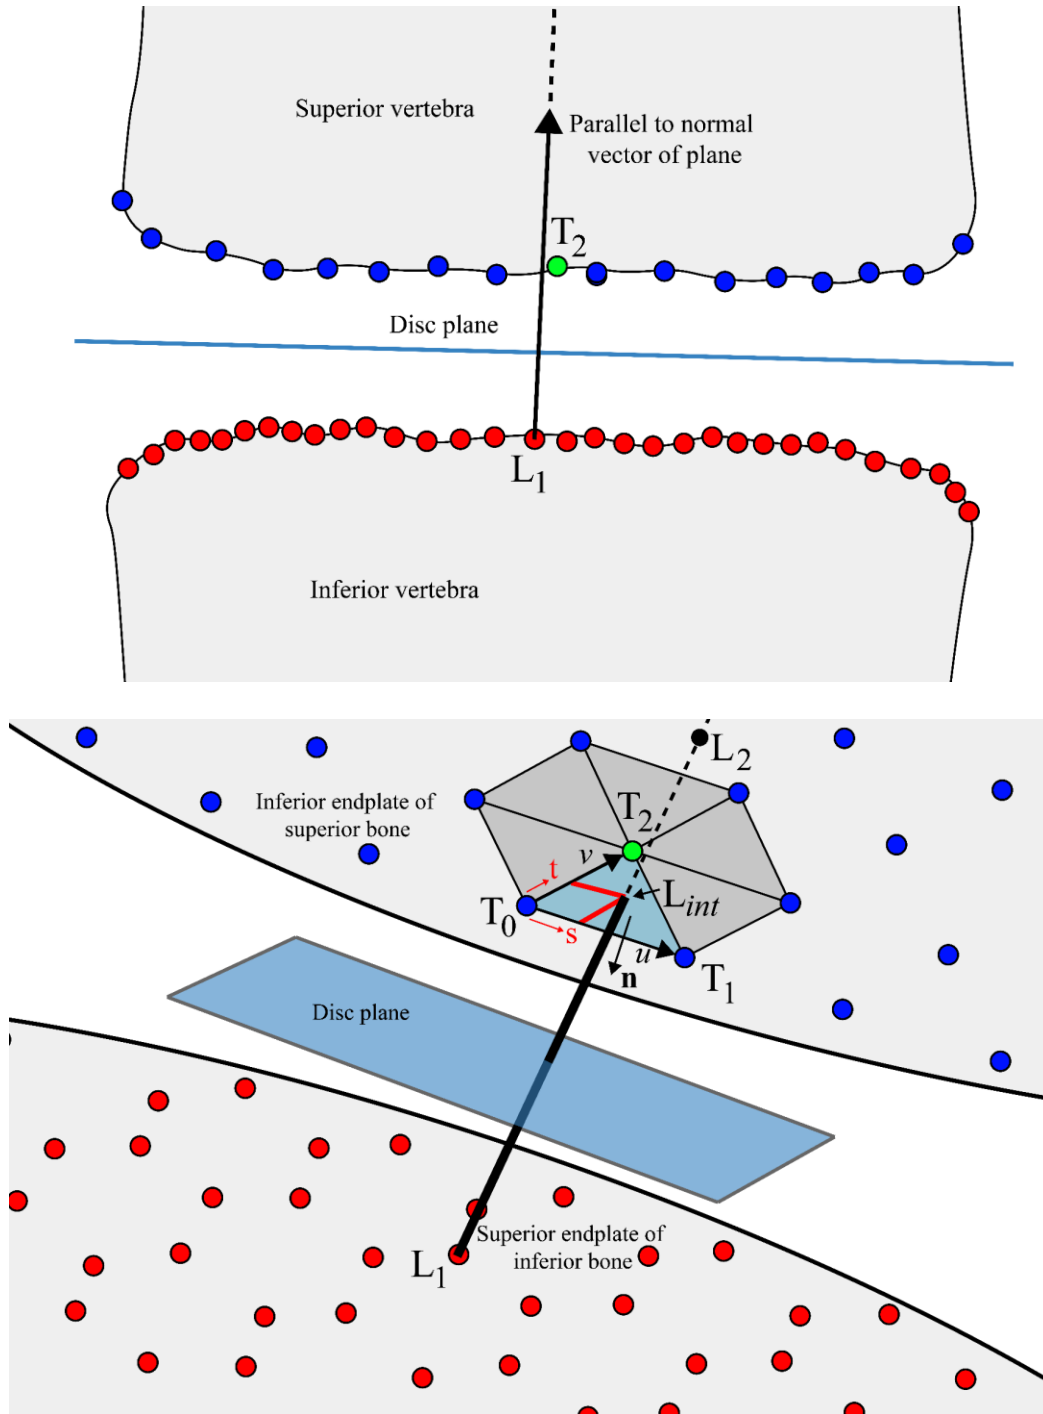 Superior vertebra
Parallel to normal
vector of plane
T2
Disc plane
L1
Inferior vertebra
L2
Inferior endplate of
superior bone
T2
v
t
T0
s
Lint
u
n
T1
Disc plane
Superior endplate of
inferior bone
L1